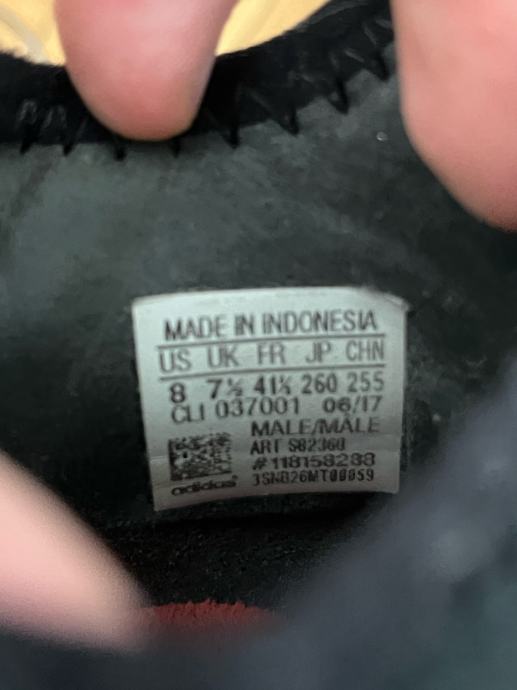 MADE IN INDONESIA
US UK FR JP CHN
8 7½ 41⅓ 260 255
CLI 037001 06/17
MALE/MÂLE
ART S82360
#118158288
3SNB26MT00059
adidas